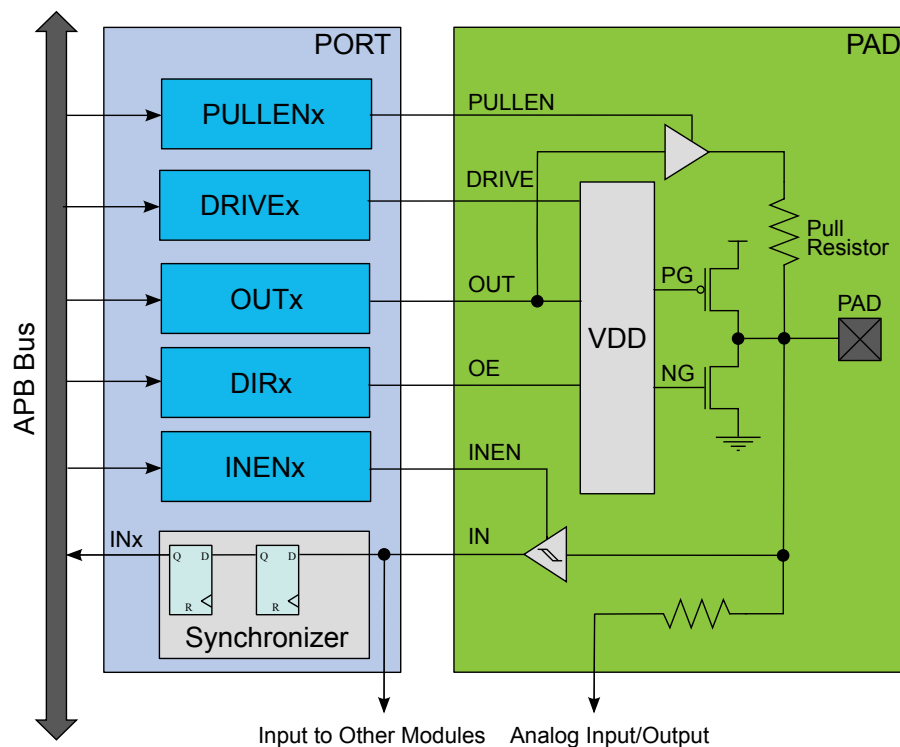 PORT
PAD
PULLENx
PULLEN
DRIVEx
DRIVE
Pull
Resistor
OUTx
OUT
PG
PAD
VDD
DIRx
OE
NG
APB Bus
INENx
INEN
INx
IN
Q
D
R
Q
D
R
Synchronizer
Input to Other Modules
Analog Input/Output